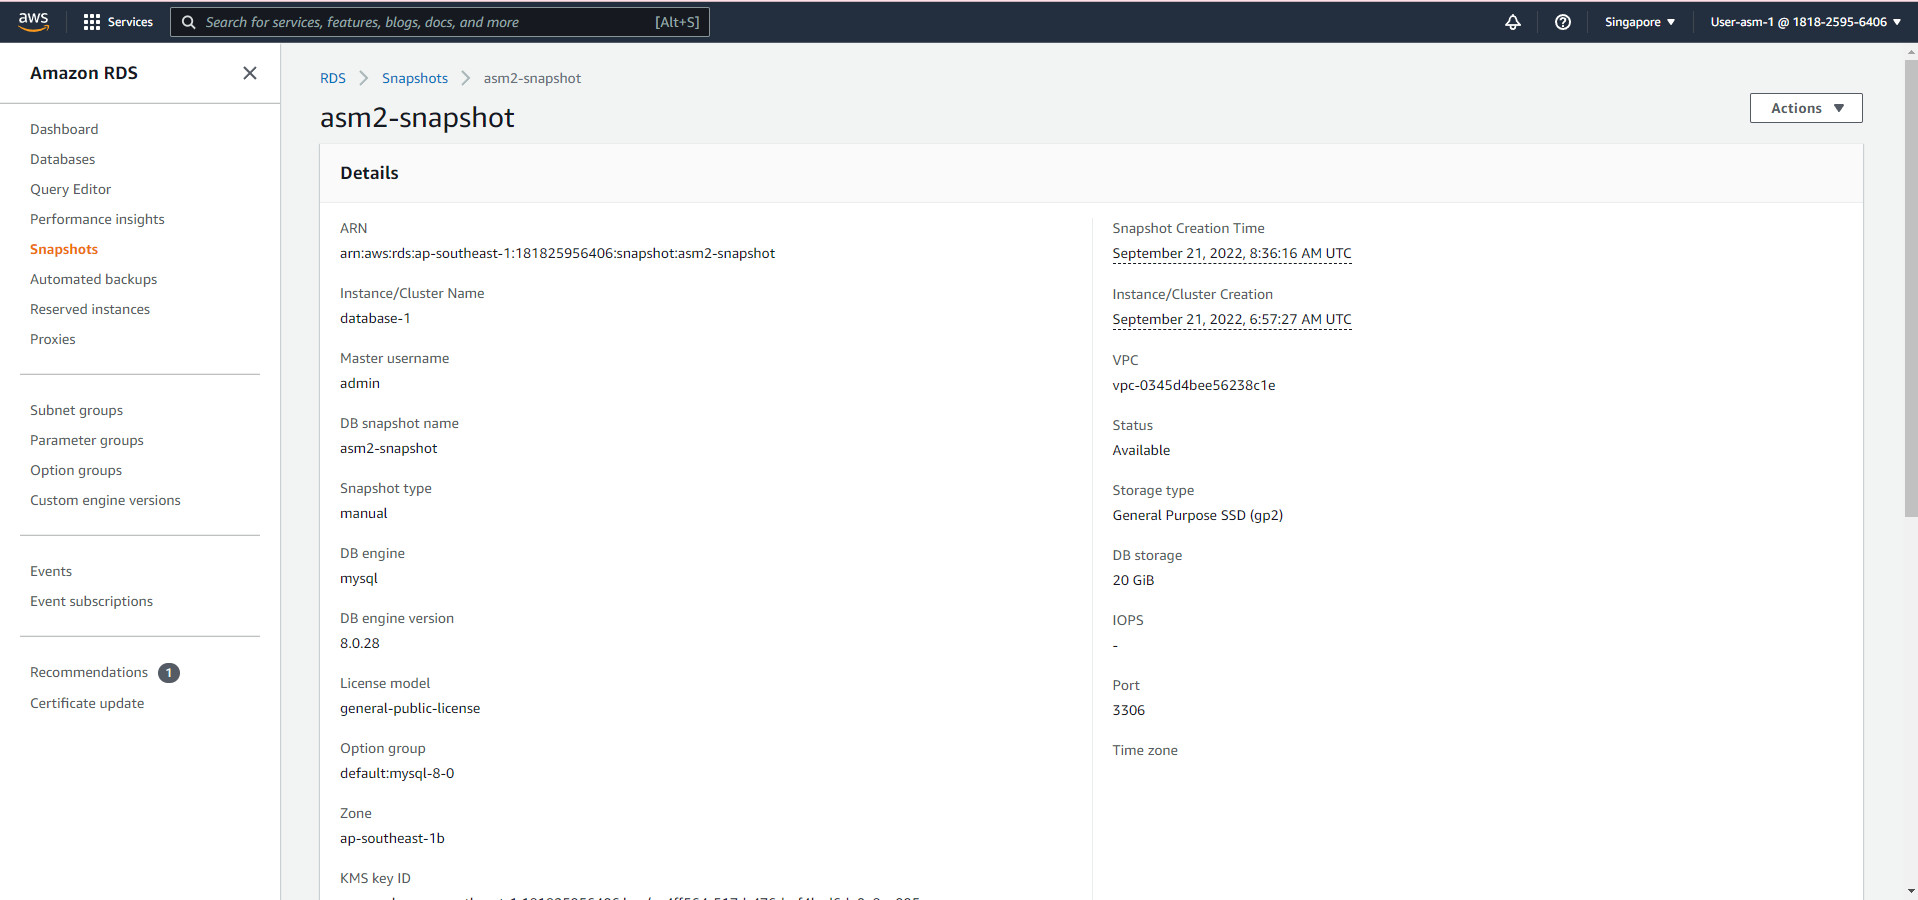 aws
Services
Search for services, features, blogs, docs, and more [Alt+S]
Singapore ▼
User-asm-1 @ 1818-2595-6406 ▼
Amazon RDS
Dashboard
Databases
Query Editor
Performance insights
Snapshots
Automated backups
Reserved instances
Proxies
Subnet groups
Parameter groups
Option groups
Custom engine versions
Events
Event subscriptions
Recommendations 1
Certificate update
RDS > Snapshots > asm2-snapshot
asm2-snapshot
Actions ▼
Details
ARN
arn:aws:rds:ap-southeast-1:181825956406:snapshot:asm2-snapshot
Instance/Cluster Name
database-1
Master username
admin
DB snapshot name
asm2-snapshot
Snapshot type
manual
DB engine
mysql
DB engine version
8.0.28
License model
general-public-license
Option group
default:mysql-8-0
Zone
ap-southeast-1b
KMS key ID
Snapshot Creation Time
September 21, 2022, 8:36:16 AM UTC
Instance/Cluster Creation
September 21, 2022, 6:57:27 AM UTC
VPC
vpc-0345d4bee56238c1e
Status
Available
Storage type
General Purpose SSD (gp2)
DB storage
20 GiB
IOPS
-
Port
3306
Time zone